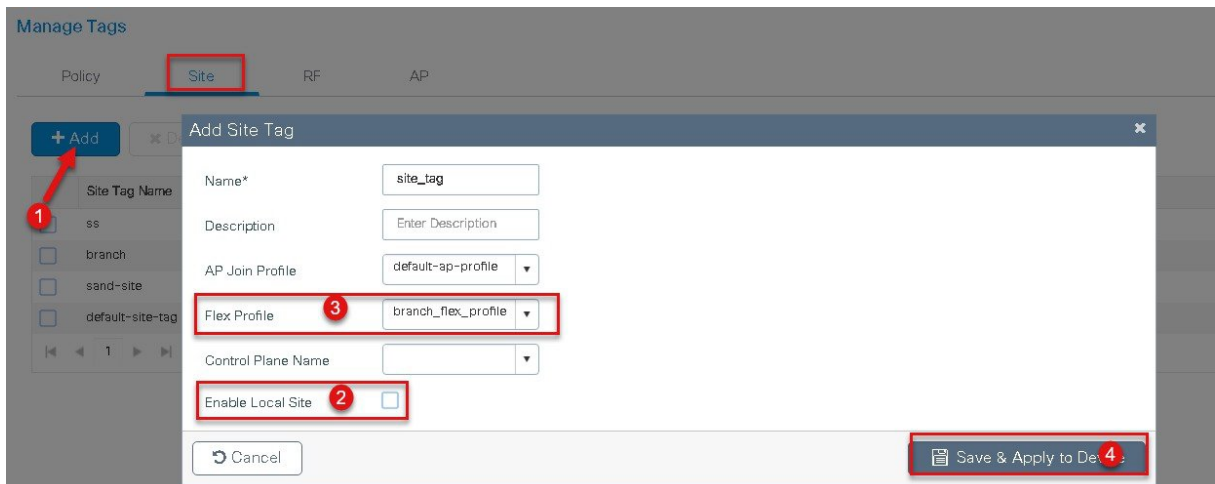 Manage Tags
Policy Site RF AP
+ Add
Add Site Tag
1
Site Tag Name
ss
branch
sand-site
default-site-tag
1
Name* site_tag
Description Enter Description
AP Join Profile default-ap-profile
Flex Profile 3 branch_flex_profile
Control Plane Name
Enable Local Site 2
Cancel
Save & Apply to 4